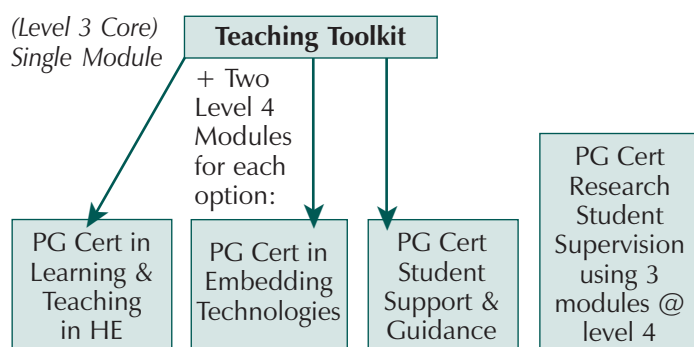 (Level 3 Core)
Single Module
Teaching Toolkit
+ Two
Level 4
Modules
for each
option:
PG Cert in
Learning &
Teaching
in HE
PG Cert in
Embedding
Technologies
PG Cert
Student
Support &
Guidance
PG Cert
Research
Student
Supervision
using 3
modules @
level 4